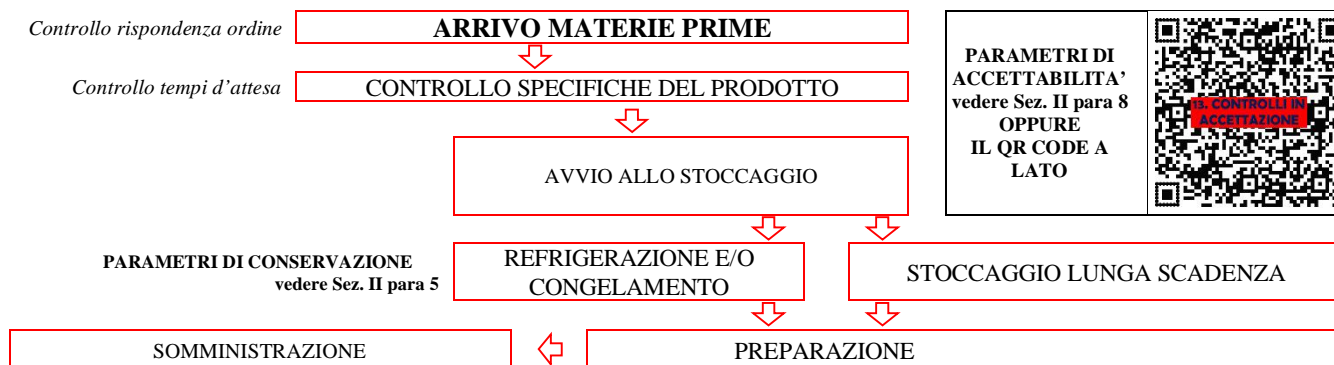 Controllo rispondenza ordine
ARRIVO MATERIE PRIME
Controllo tempi d'attesa
CONTROLLO SPECIFICHE DEL PRODOTTO
PARAMETRI DI
ACCETTABILITA'
vedere Sez. II para 8
OPPURE
IL QR CODE A
LATO
13. CONTROLLI IN
ACCETTAZIONE
AVVIO ALLO STOCCAGGIO
PARAMETRI DI CONSERVAZIONE
vedere Sez. II para 5
REFRIGERAZIONE E/O
CONGELAMENTO
STOCCAGGIO LUNGA SCADENZA
SOMMINISTRAZIONE
PREPARAZIONE